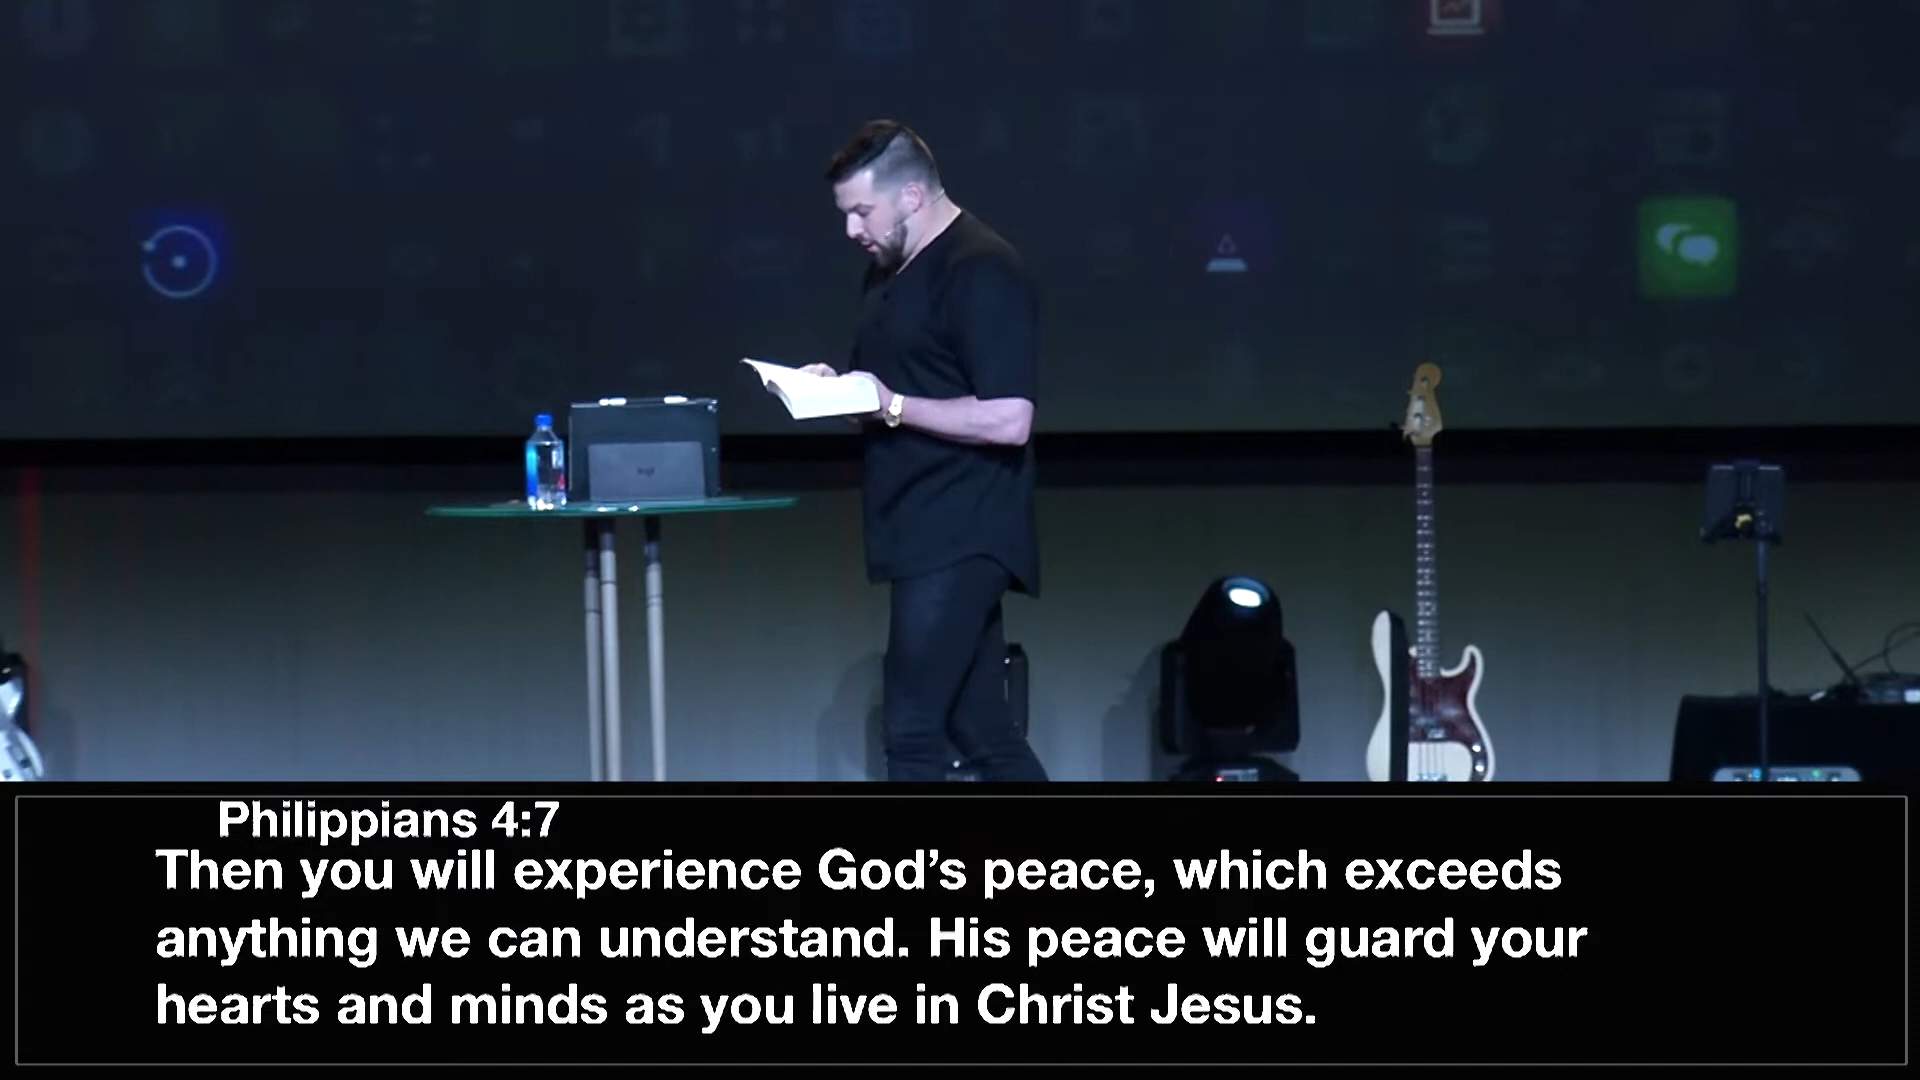 Philippians 4:7
Then you will experience God’s peace, which exceeds
anything we can understand. His peace will guard your
hearts and minds as you live in Christ Jesus.